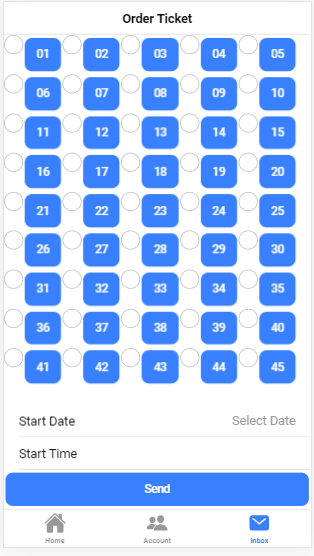 Order Ticket
01 02 03 04 05
06 07 08 09 10
11 12 13 14 15
16 17 18 19 20
21 22 23 24 25
26 27 28 29 30
31 32 33 34 35
36 37 38 39 40
41 42 43 44 45
Start Date Select Date
Start Time
Send
Home Account Inbox